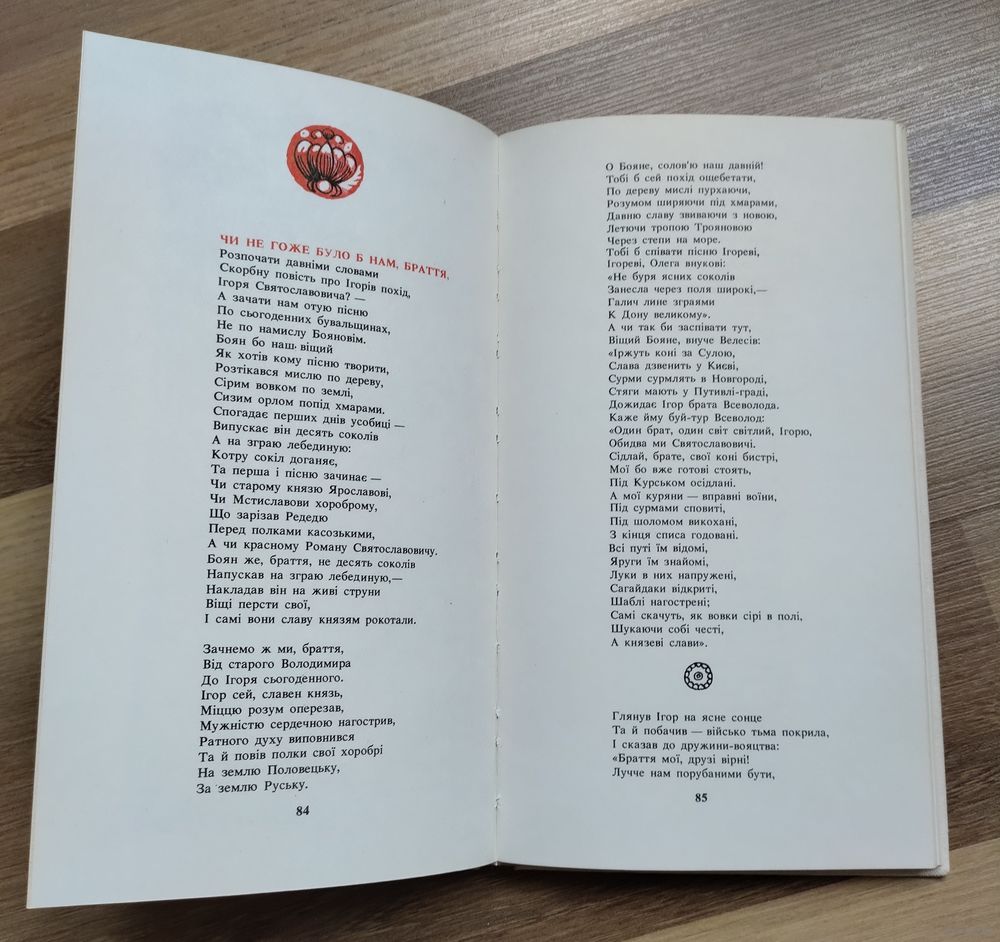 ЧИ НЕ ГОЖЕ БУЛО Б НАМ, БРАТТЯ,
Розпочати давніми словами
Скорбну повість про Ігорів похід,
Ігоря Святославовича? —
А зачати нам отую пісню
По сьогоденних бувальщинах,
Не по намислу Бояновім.
Боян бо наш віщий
Як хотів кому пісню творити,
Розтікався мислю по дереву,
Сірим вовком по землі,
Сизим орлом попід хмарами.
Спогадає перших днів усобиці —
Випускає він десять соколів
А на зграю лебединую:
Котру сокіл доганяє,
Та перша і пісню зачинає —
Чи старому князю Ярославові,
Чи Мстиславови хороброму,
Що зарізав Редедю
Перед полками касозькими,
А чи красному Роману Святославовичу.
Боян же, браття, не десять соколів
Напускав на зграю лебединую,—
Накладав він на живі струни
Віщі персти свої,
І самі вони славу князям рокотали.
Зачнемо ж ми, браття,
Від старого Володимира
До Ігоря сьогоденного.
Ігор сей, славен князь,
Міццю розум оперезав,
Мужністю сердечною нагострив,
Ратного духу виповнився
Та й повів полки свої хоробрі
На землю Половецьку,
За землю Руську.
84
О Бояне, солов'ю наш давній!
Тобі б сей похід ощебетати,
По дереву мислі пурхаючи,
Розумом ширяючи під хмарами,
Давню славу звиваючи з новою,
Летючи тропою Трояновою
Через степи на море.
Тобі б співати пісню Ігореві,
Ігореві, Олега внукові:
«Не буря ясних соколів
Занесла через поля широкі,—
Галич лине зграями
К Дону великому».
А чи так би заспівати тут,
Віщий Бояне, внуче Велесів:
«Іржуть коні за Сулою,
Слава дзвенить у Києві,
Сурми сурмлять в Новгороді,
Стяги мають у Путивлі-граді,
Дожидає Ігор брата Всеволода.
Каже йму буй-тур Всеволод:
«Один брат, один світ світлий, Ігорю,
Обидва ми Святославовичі.
Сідлай, брате, свої коні бистрі,
Мої бо вже готові стоять,
Під Курськом осідлані.
А мої куряни — вправні воїни,
Під сурмами сповиті,
Під шоломом викохані,
З кінця списа годовані.
Всі путі їм відомі,
Яруги їм знайомі,
Луки в них напружені,
Сагайдаки відкриті,
Шаблі нагострені;
Самі скачуть, як вовки сірі в полі,
Шукаючи собі честі,
А князеві слави».
Глянув Ігор на ясне сонце
Та й побачив — військо тьма покрила,
І сказав до дружини-вояцтва:
«Браття мої, друзі вірні!
Лучче нам порубаними бути,
85